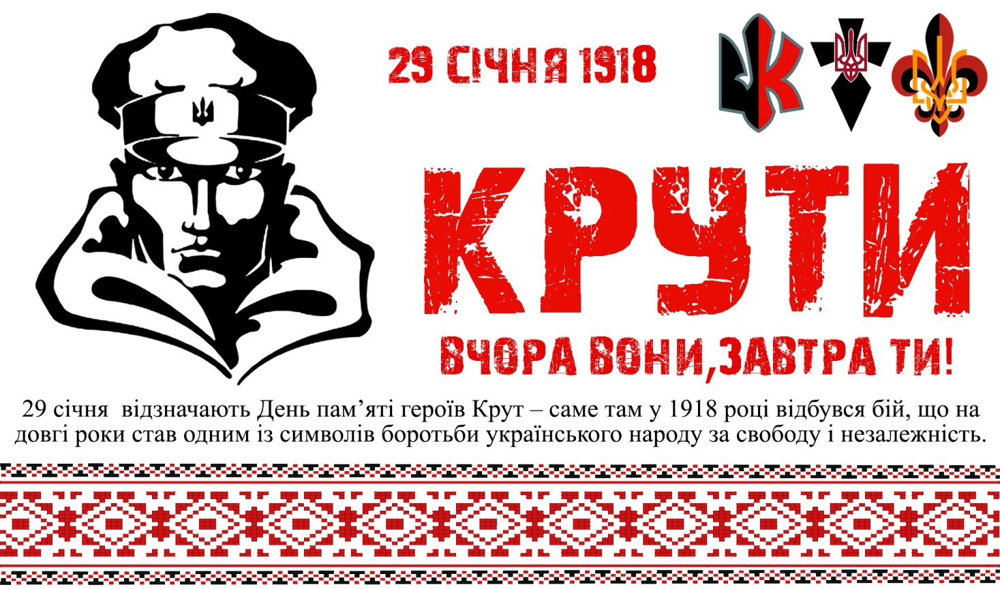 29 СІЧНЯ 1918
КРУТИ
ВЧОРА ВОНИ,ЗАВТРА ТИ!
29 січня відзначають День пам’яті героїв Крут – саме там у 1918 році відбувся бій, що на
довгі роки став одним із символів боротьби українського народу за свободу і незалежність.